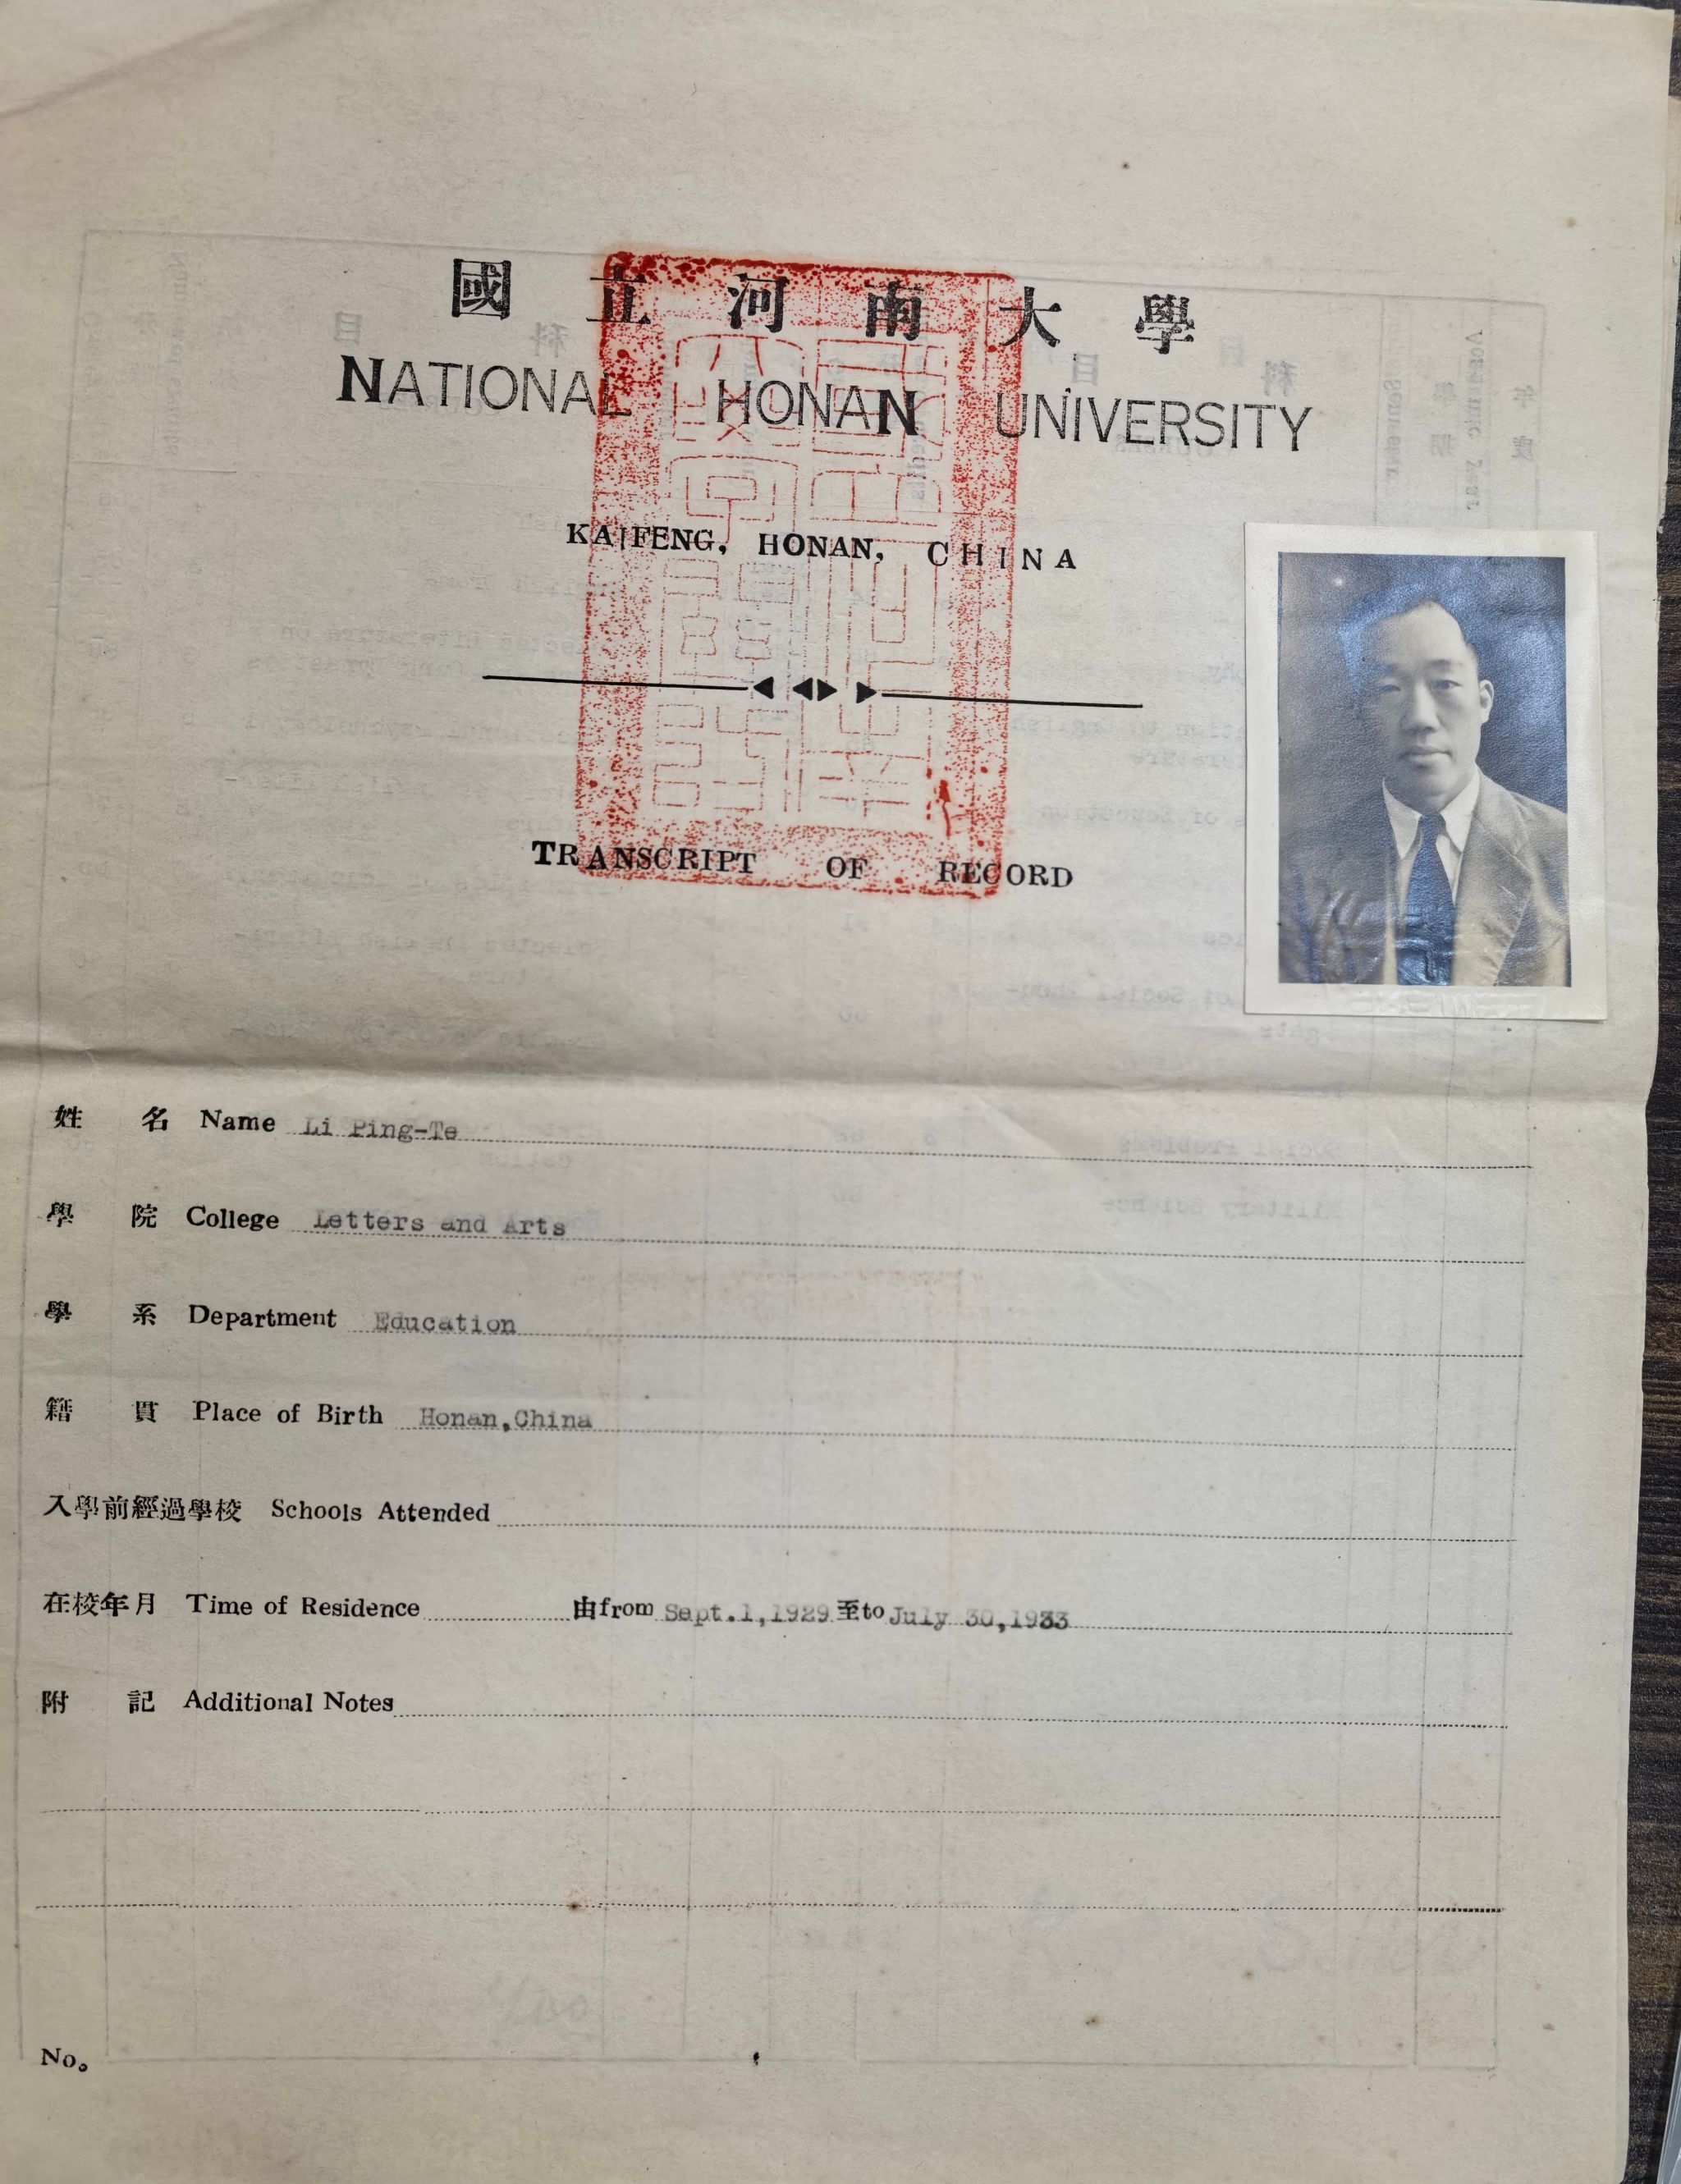 國立河南大學
NATIONAL HONAN UNIVERSITY
KAIFENG, HONAN, CHINA
TRANSCRIPT OF RECORD
姓名 Name Li Ping-Te
學院 College Letters and Arts
學系 Department Education
籍貫 Place of Birth Honan,China
入學前經過學校 Schools Attended
在校年月 Time of Residence 由from Sept.1,1929 至to July 30,1933
附記 Additional Notes
No.